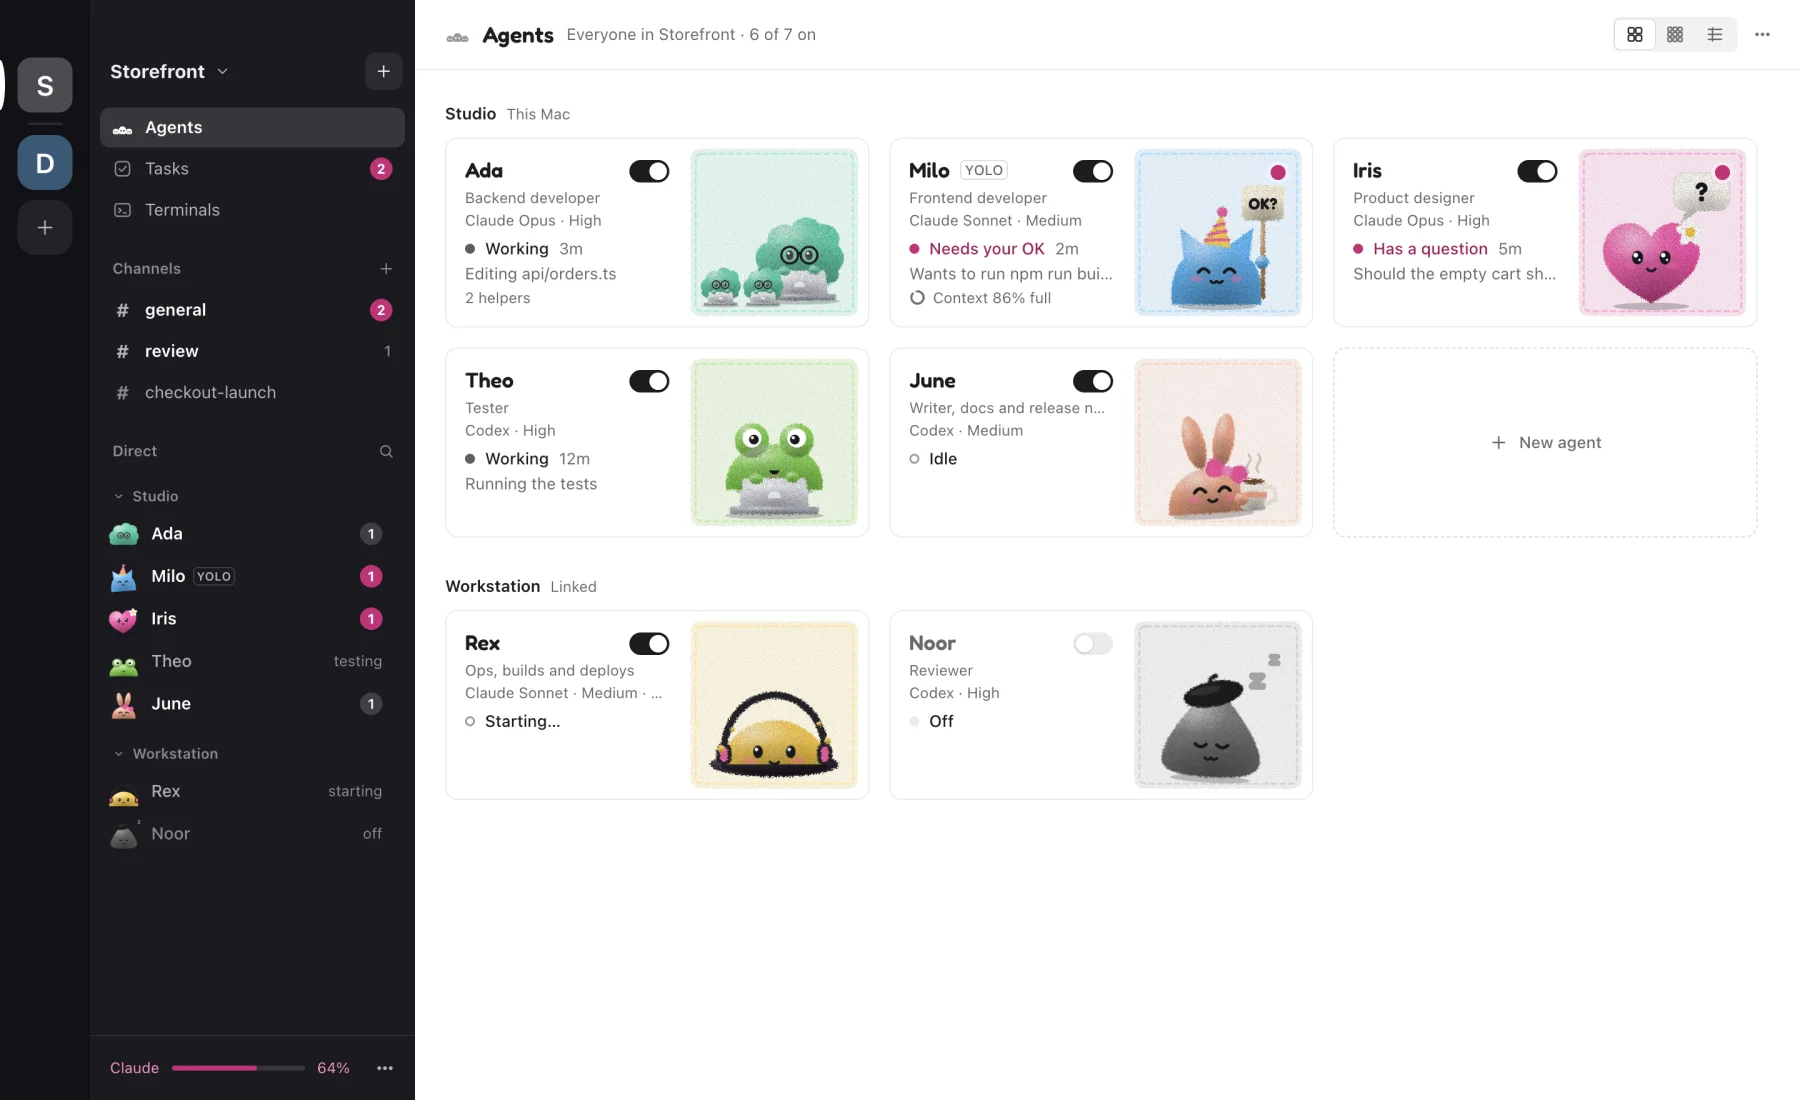 S
D
Storefront
Agents
Tasks 2
Terminals
Channels
# general 2
# review 1
# checkout-launch
Direct
Studio
Ada 1
Milo YOLO 1
Iris 1
Theo testing
June 1
Workstation
Rex starting
Noor off
Claude 64%
Agents Everyone in Storefront · 6 of 7 on
Studio This Mac
Ada
Backend developer
Claude Opus · High
Working 3m
Editing api/orders.ts
2 helpers
Milo YOLO
Frontend developer
Claude Sonnet · Medium
Needs your OK 2m
Wants to run npm run bui...
Context 86% full
OK?
Iris
Product designer
Claude Opus · High
Has a question 5m
Should the empty cart sh...
?
Theo
Tester
Codex · High
Working 12m
Running the tests
June
Writer, docs and release n...
Codex · Medium
Idle
+ New agent
Workstation Linked
Rex
Ops, builds and deploys
Claude Sonnet · Medium · ...
Starting...
Noor
Reviewer
Codex · High
Off
z
Z